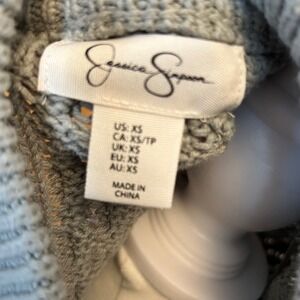 Jessica Simpson
US: XS
CA: XS/TP
UK: XS
EU: XS
AU: XS
MADE IN
CHINA